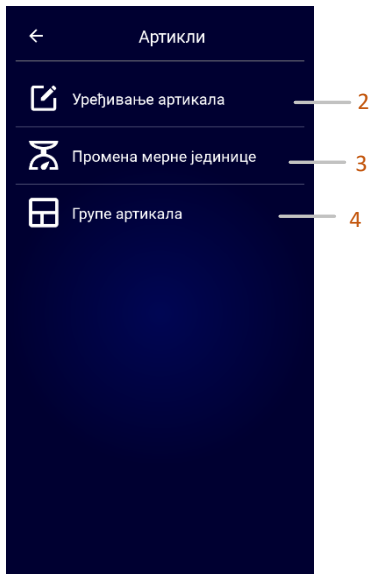 Артикли
Уређивање артикала
2
Промена мерне јединице
3
Групе артикала
4